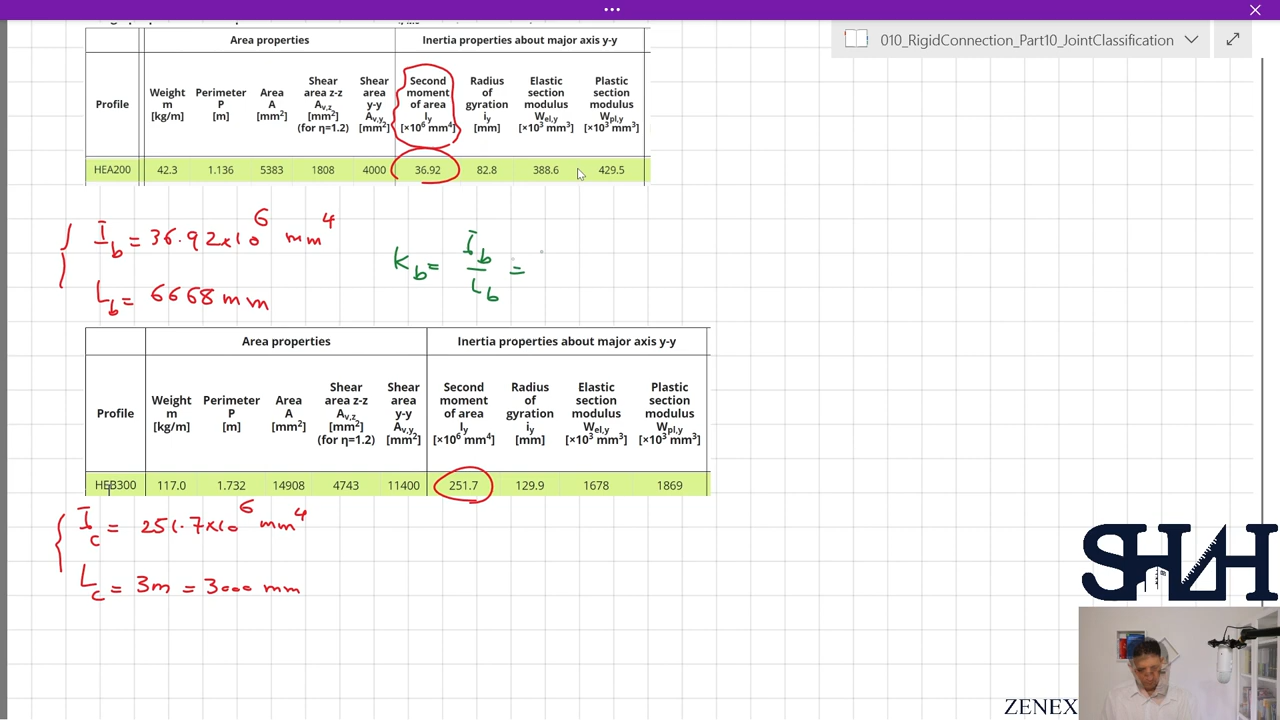 010_RigidConnection_Part10_JointClassification
Area properties Inertia properties about major axis y-y
Profile Weight m [kg/m] Perimeter P [m] Area A [mm²] Shear area z-z A_v,z [mm²] (for η=1.2) Shear area y-y A_v,y [mm²] Second moment of area I_y [×10⁶ mm⁴] Radius of gyration i_y [mm] Elastic section modulus W_el,y [×10³ mm³] Plastic section modulus W_pl,y [×10³ mm³]
HEA200 42.3 1.136 5383 1808 4000 36.92 82.8 388.6 429.5
I_b = 36.92×10⁶ mm⁴
L_b = 6668 mm
K_b = I_b / L_b =
Area properties Inertia properties about major axis y-y
Profile Weight m [kg/m] Perimeter P [m] Area A [mm²] Shear area z-z A_v,z [mm²] (for η=1.2) Shear area y-y A_v,y [mm²] Second moment of area I_y [×10⁶ mm⁴] Radius of gyration i_y [mm] Elastic section modulus W_el,y [×10³ mm³] Plastic section modulus W_pl,y [×10³ mm³]
HEB300 117.0 1.732 14908 4743 11400 251.7 129.9 1678 1869
I_c = 251.7×10⁶ mm⁴
L_c = 3m = 3000 mm
SHZH
ZENEX